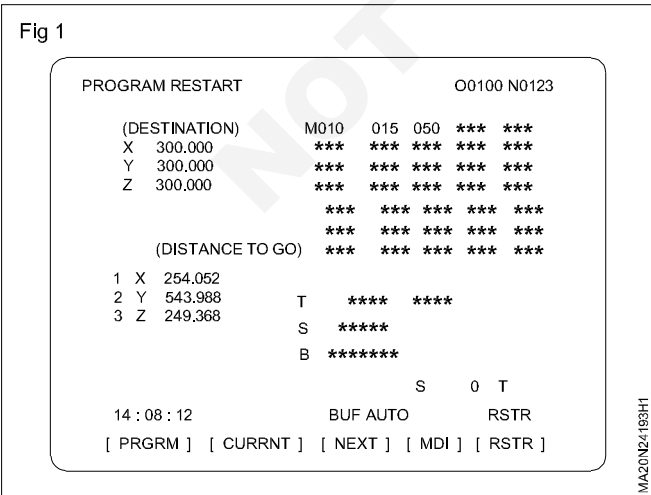 Fig 1
PROGRAM RESTART O0100 N0123
(DESTINATION) M010 015 050 *** ***
X 300.000 *** *** *** *** ***
Y 300.000 *** *** *** *** ***
Z 300.000 *** *** *** *** ***
*** *** *** *** ***
*** *** *** *** ***
(DISTANCE TO GO) *** *** *** *** ***
1 X 254.052
2 Y 543.988 T **** ****
3 Z 249.368
S *****
B *******
S 0 T
14 : 08 : 12 BUF AUTO RSTR
[ PRGRM ] [ CURRNT ] [ NEXT ] [ MDI ] [ RSTR ]
MA20N24193H1
NOT